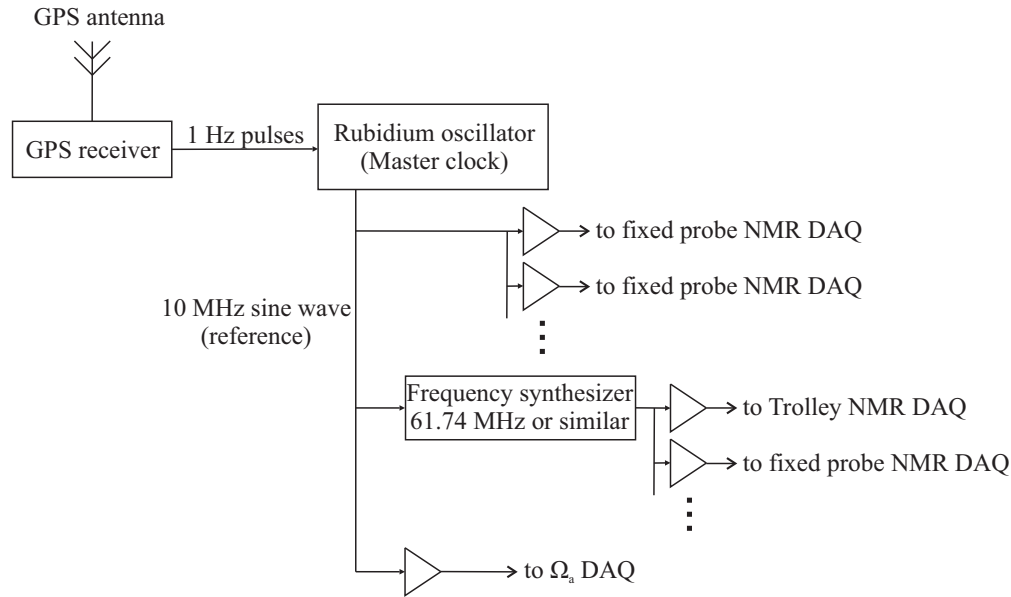 GPS antenna
GPS receiver
1 Hz pulses
Rubidium oscillator
(Master clock)
to fixed probe NMR DAQ
to fixed probe NMR DAQ
10 MHz sine wave
(reference)
Frequency synthesizer
61.74 MHz or similar
to Trolley NMR DAQ
to fixed probe NMR DAQ
to Ωₐ DAQ